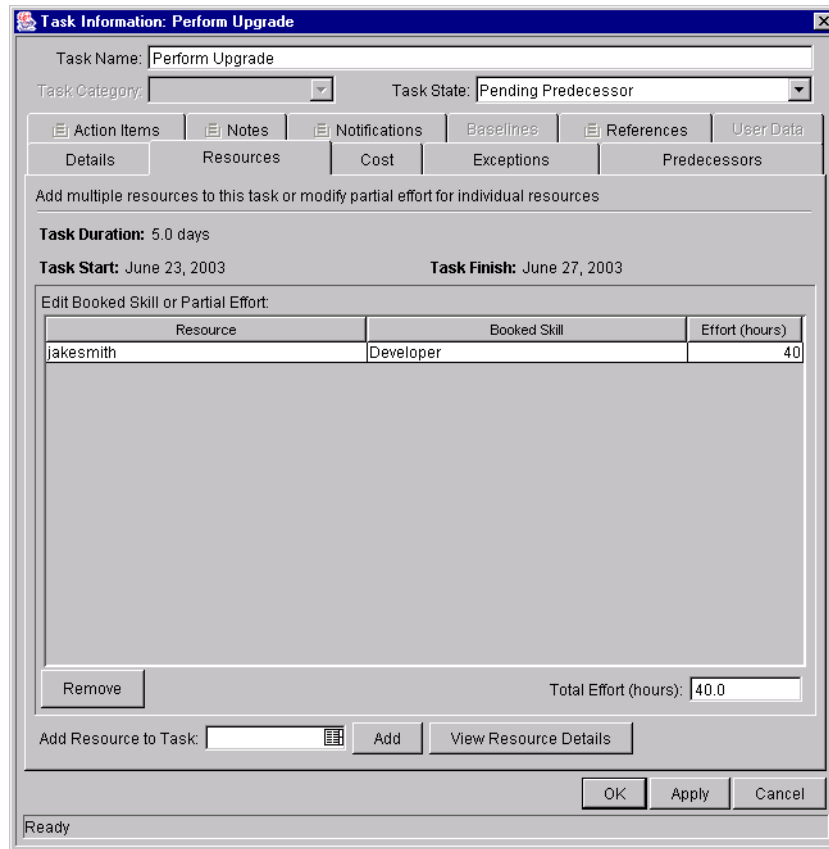 Task Information: Perform Upgrade
Task Name: Perform Upgrade
Task Category: Task State: Pending Predecessor
Action Items Notes Notifications Baselines References User Data
Details Resources Cost Exceptions Predecessors
Add multiple resources to this task or modify partial effort for individual resources
Task Duration: 5.0 days
Task Start: June 23, 2003 Task Finish: June 27, 2003
Edit Booked Skill or Partial Effort:
Resource Booked Skill Effort (hours)
jakesmith Developer 40
Remove Total Effort (hours): 40.0
Add Resource to Task: Add View Resource Details
OK Apply Cancel
Ready